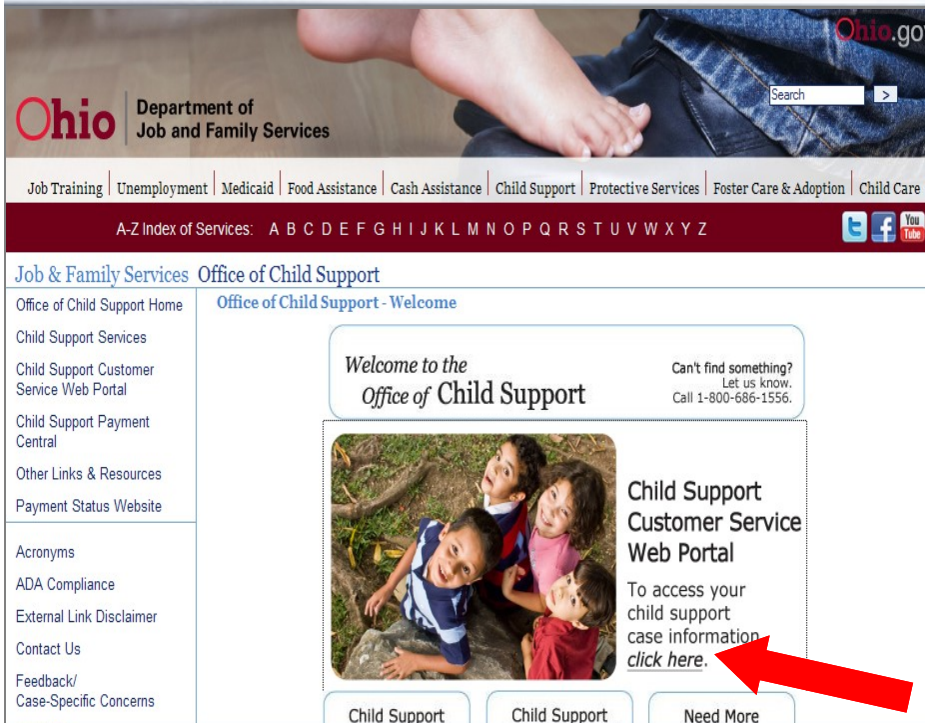 Ohio.gov
Search >
Ohio Department of
Job and Family Services
Job Training | Unemployment | Medicaid | Food Assistance | Cash Assistance | Child Support | Protective Services | Foster Care & Adoption | Child Care
A-Z Index of Services: A B C D E F G H I J K L M N O P Q R S T U V W X Y Z
You
Tube
Job & Family Services Office of Child Support
Office of Child Support Home
Child Support Services
Child Support Customer
Service Web Portal
Child Support Payment
Central
Other Links & Resources
Payment Status Website
Acronyms
ADA Compliance
External Link Disclaimer
Contact Us
Feedback/
Case-Specific Concerns
Office of Child Support - Welcome
Welcome to the
Office of Child Support
Can't find something?
Let us know.
Call 1-800-686-1556.
Child Support
Customer Service
Web Portal
To access your
child support
case information
click here.
Child Support
Child Support
Need More